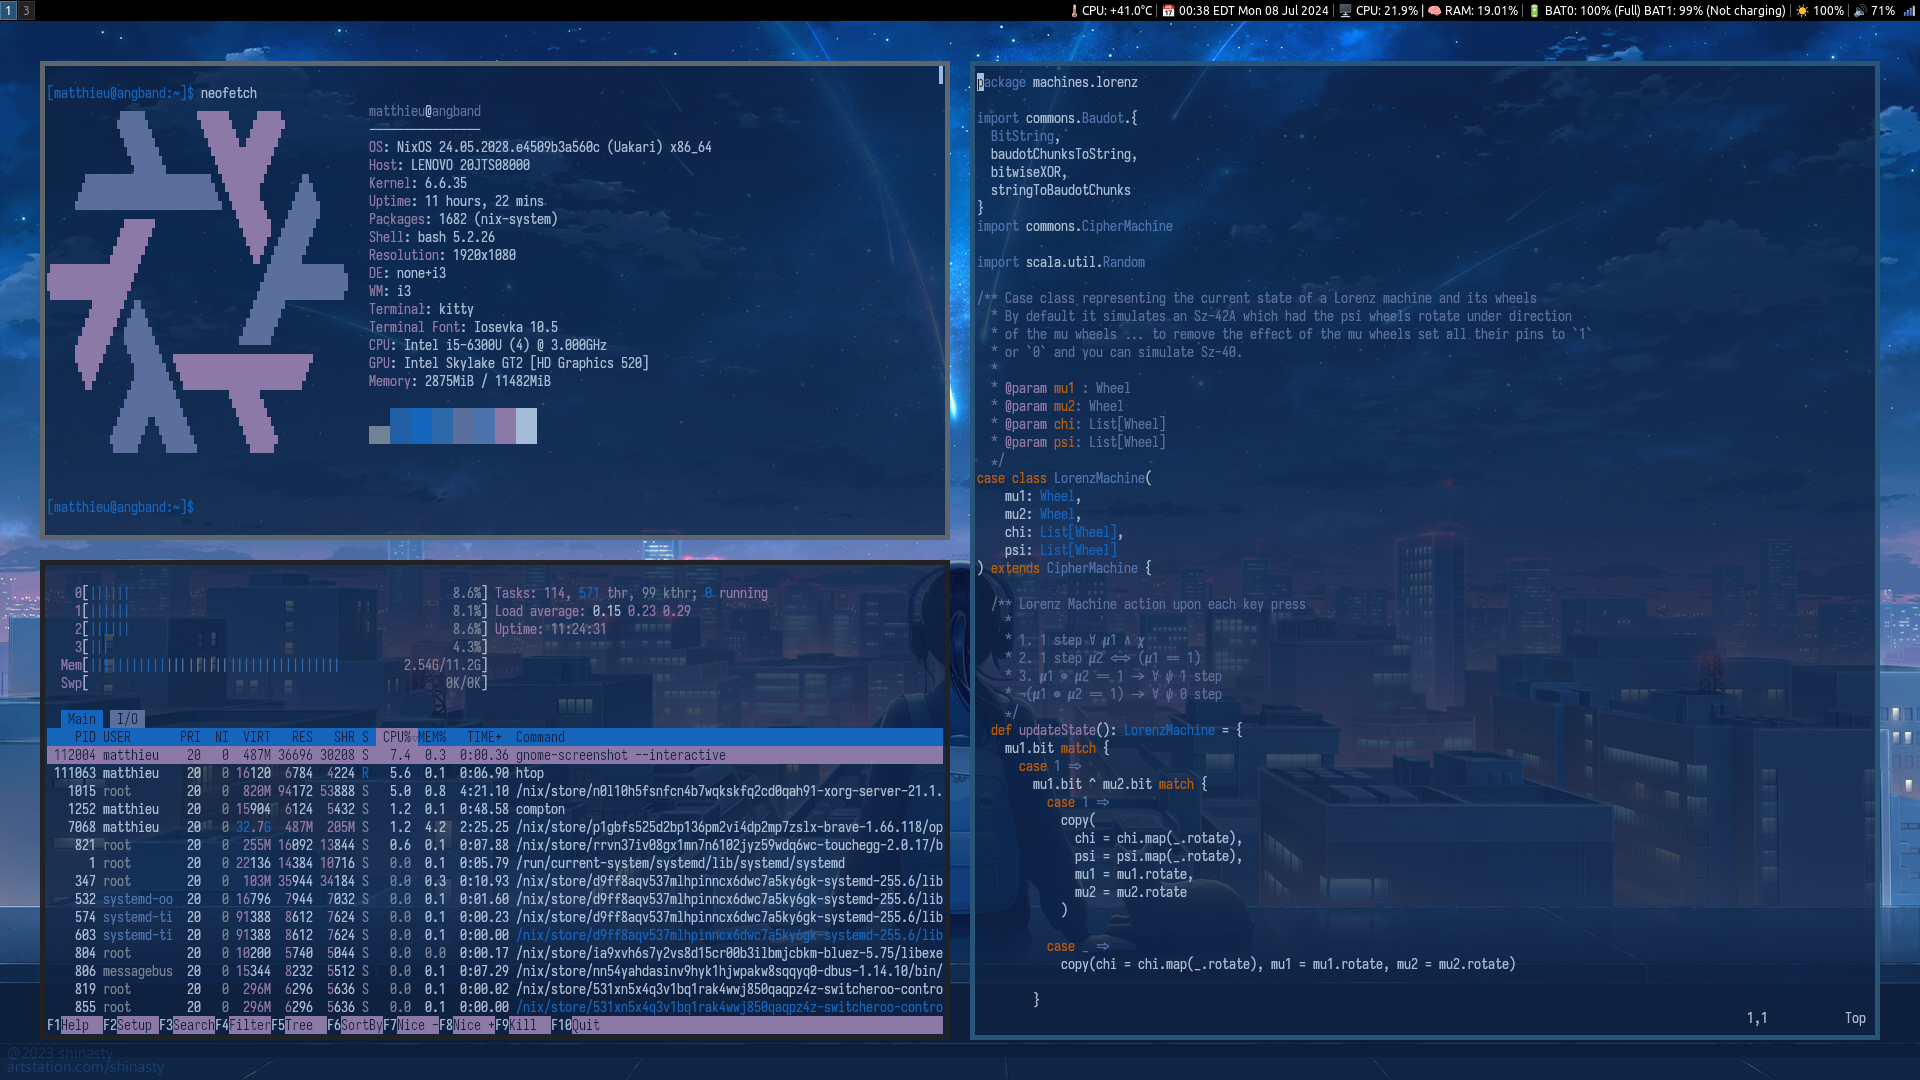 1 3
CPU: +41.0°C | 00:38 EDT Mon 08 Jul 2024 | CPU: 21.9% | RAM: 19.01% | BAT0: 100% (Full) BAT1: 99% (Not charging) | 100% | 71%
[matthieu@angband:~]$ neofetch
matthieu@angband
----------------
OS: NixOS 24.05.2028.e4509b3a560c (Uakari) x86_64
Host: LENOVO 20JTS08000
Kernel: 6.6.35
Uptime: 11 hours, 22 mins
Packages: 1682 (nix-system)
Shell: bash 5.2.26
Resolution: 1920x1080
DE: none+i3
WM: i3
Terminal: kitty
Terminal Font: Iosevka 10.5
CPU: Intel i5-6300U (4) @ 3.000GHz
GPU: Intel Skylake GT2 [HD Graphics 520]
Memory: 2875MiB / 11482MiB
[matthieu@angband:~]$
0[|||||| 8.6%] Tasks: 114, 571 thr, 99 kthr; 0 running
1[|||||| 8.1%] Load average: 0.15 0.23 0.29
2[|||||| 8.6%] Uptime: 11:24:31
3[||| 4.3%]
Mem[|||||||||||||||||||||||||||||||||||| 2.54G/11.2G]
Swp[ 0K/0K]
Main I/O
PID USER PRI NI VIRT RES SHR S CPU%▽MEM% TIME+ Command
112004 matthieu 20 0 487M 36696 30208 S 7.4 0.3 0:00.36 gnome-screenshot --interactive
111063 matthieu 20 0 16120 6784 4224 R 5.6 0.1 0:06.90 htop
1015 root 20 0 820M 94172 53888 S 5.0 0.8 4:21.10 /nix/store/n0l10h5fsnfcn4b7wqkskfq2cd0qah91-xorg-server-21.1.
1252 matthieu 20 0 15904 6124 5432 S 1.2 0.1 0:48.58 compton
7068 matthieu 20 0 32.7G 487M 205M S 1.2 4.2 2:25.25 /nix/store/p1gbfs525d2bp136pm2vi4dp2mp7zslx-brave-1.66.118/op
821 root 20 0 255M 16092 13844 S 0.6 0.1 0:07.88 /nix/store/rrvn37iv08gx1mn7n6102jyz59wdq6wc-touchegg-2.0.17/b
1 root 20 0 22136 14384 10716 S 0.0 0.1 0:05.79 /run/current-system/systemd/lib/systemd/systemd
347 root 20 0 103M 35944 34184 S 0.0 0.3 0:10.93 /nix/store/d9ff8aqv537mlhpinncx6dwc7a5ky6gk-systemd-255.6/lib
532 systemd-oo 20 0 16796 7944 7032 S 0.0 0.1 0:01.60 /nix/store/d9ff8aqv537mlhpinncx6dwc7a5ky6gk-systemd-255.6/lib
574 systemd-ti 20 0 91388 8612 7624 S 0.0 0.1 0:00.23 /nix/store/d9ff8aqv537mlhpinncx6dwc7a5ky6gk-systemd-255.6/lib
603 systemd-ti 20 0 91388 8612 7624 S 0.0 0.1 0:00.00 /nix/store/d9ff8aqv537mlhpinncx6dwc7a5ky6gk-systemd-255.6/lib
804 root 20 0 10200 5740 5044 S 0.0 0.0 0:00.17 /nix/store/ia9xvh6s7y2vs8d15cr00b3ilbmjcbkm-bluez-5.75/libexe
806 messagebus 20 0 15344 8232 5512 S 0.0 0.1 0:07.29 /nix/store/nn54yahdasinv9hyk1hjwpakw8sqqyq0-dbus-1.14.10/bin/
819 root 20 0 296M 6296 5636 S 0.0 0.1 0:00.02 /nix/store/531xn5x4q3v1bq1rak4wwj850qaqpz4z-switcheroo-contro
855 root 20 0 296M 6296 5636 S 0.0 0.1 0:00.00 /nix/store/531xn5x4q3v1bq1rak4wwj850qaqpz4z-switcheroo-contro
F1Help F2Setup F3SearchF4FilterF5Tree F6SortByF7Nice -F8Nice +F9Kill F10Quit
package machines.lorenz
import commons.Baudot.{
BitString,
baudotChunksToString,
bitwiseXOR,
stringToBaudotChunks
}
import commons.CipherMachine
import scala.util.Random
/** Case class representing the current state of a Lorenz machine and its wheels
* By default it simulates an Sz-42A which had the psi wheels rotate under direction
* of the mu wheels ... to remove the effect of the mu wheels set all their pins to `1`
* or `0` and you can simulate Sz-40.
*
* @param mu1 : Wheel
* @param mu2: Wheel
* @param chi: List[Wheel]
* @param psi: List[Wheel]
*/
case class LorenzMachine(
mu1: Wheel,
mu2: Wheel,
chi: List[Wheel],
psi: List[Wheel]
) extends CipherMachine {
/** Lorenz Machine action upon each key press
*
* 1. 1 step ∀ μ1 ∧ χ
* 2. 1 step μ2 <=> (μ1 == 1)
* 3. μ1 ⊕ μ2 == 1 -> ∀ ψ 1 step
* ¬(μ1 ⊕ μ2 == 1) -> ∀ ψ 0 step
*/
def updateState(): LorenzMachine = {
mu1.bit match {
case 1 =>
mu1.bit ^ mu2.bit match {
case 1 =>
copy(
chi = chi.map(_.rotate),
psi = psi.map(_.rotate),
mu1 = mu1.rotate,
mu2 = mu2.rotate
)
case _ =>
copy(chi = chi.map(_.rotate), mu1 = mu1.rotate, mu2 = mu2.rotate)
}
1,1 Top
@2023 shinasty
artstation.com/shinasty